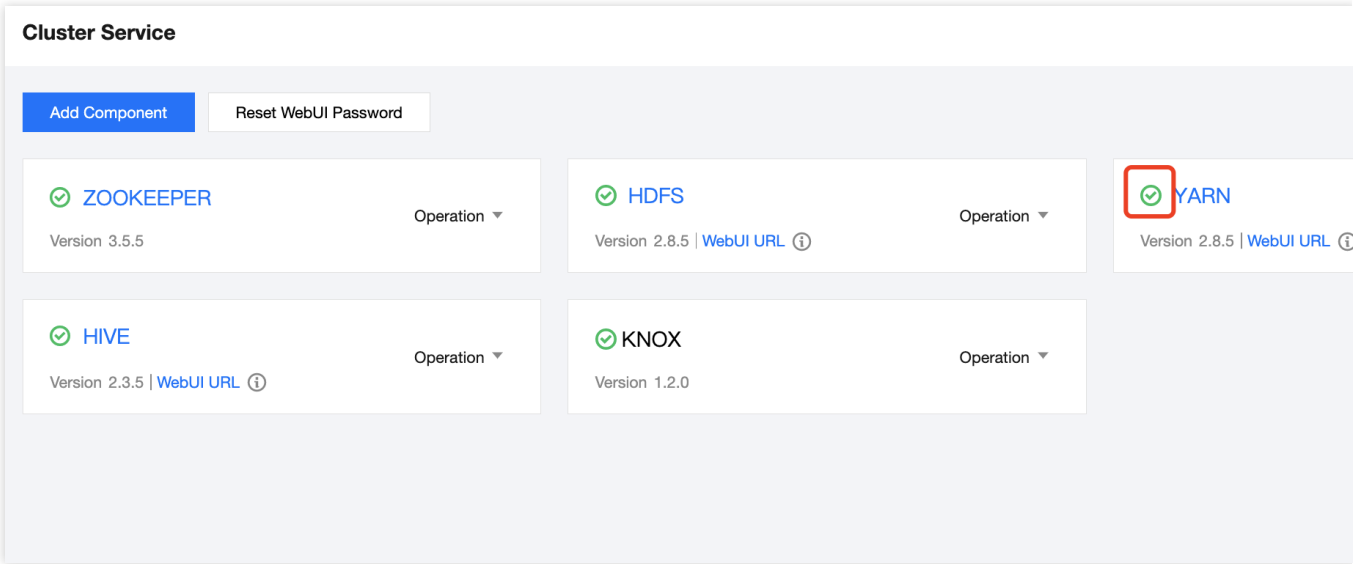 Cluster Service
Add Component
Reset WebUI Password
ZOOKEEPER
Operation
Version 3.5.5
HDFS
Operation
Version 2.8.5 | WebUI URL
YARN
Version 2.8.5 | WebUI URL
HIVE
Operation
Version 2.3.5 | WebUI URL
KNOX
Operation
Version 1.2.0